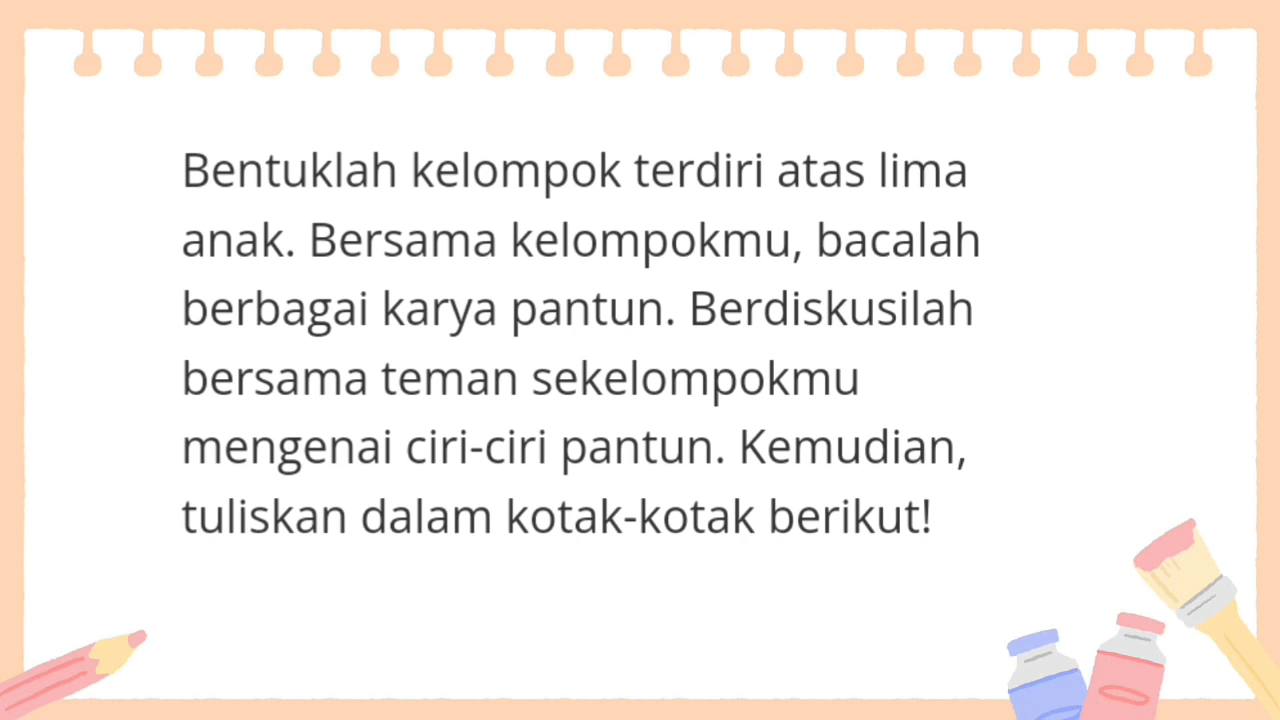 Bentuklah kelompok terdiri atas lima
anak. Bersama kelompokmu, bacalah
berbagai karya pantun. Berdiskusilah
bersama teman sekelompokmu
mengenai ciri-ciri pantun. Kemudian,
tuliskan dalam kotak-kotak berikut!